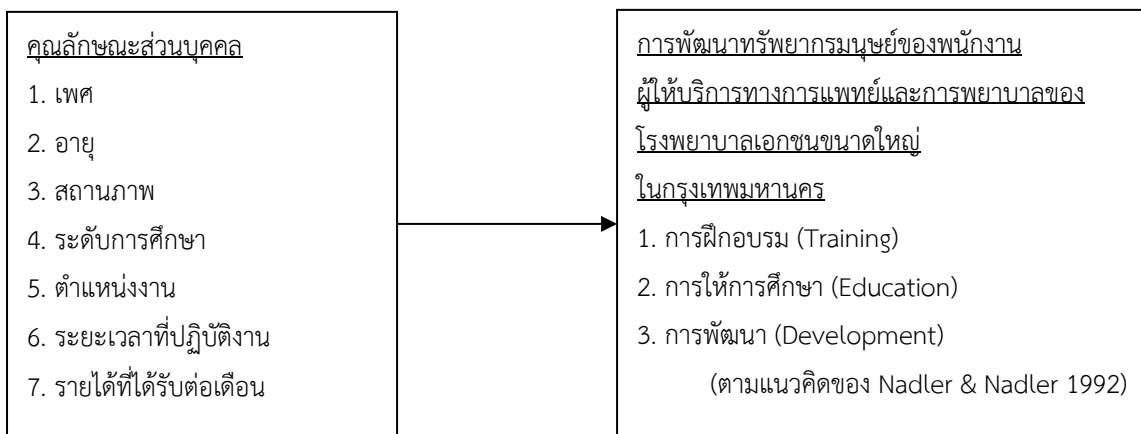 คุณลักษณะส่วนบุคคล
1. เพศ
2. อายุ
3. สถานภาพ
4. ระดับการศึกษา
5. ตำแหน่งงาน
6. ระยะเวลาที่ปฏิบัติงาน
7. รายได้ที่ได้รับต่อเดือน
การพัฒนาทรัพยากรมนุษย์ของพนักงาน
ผู้ให้บริการทางการแพทย์และการพยาบาลของ
โรงพยาบาลเอกชนขนาดใหญ่
ในกรุงเทพมหานคร
1. การฝึกอบรม (Training)
2. การให้การศึกษา (Education)
3. การพัฒนา (Development)
(ตามแนวคิดของ Nadler & Nadler 1992)